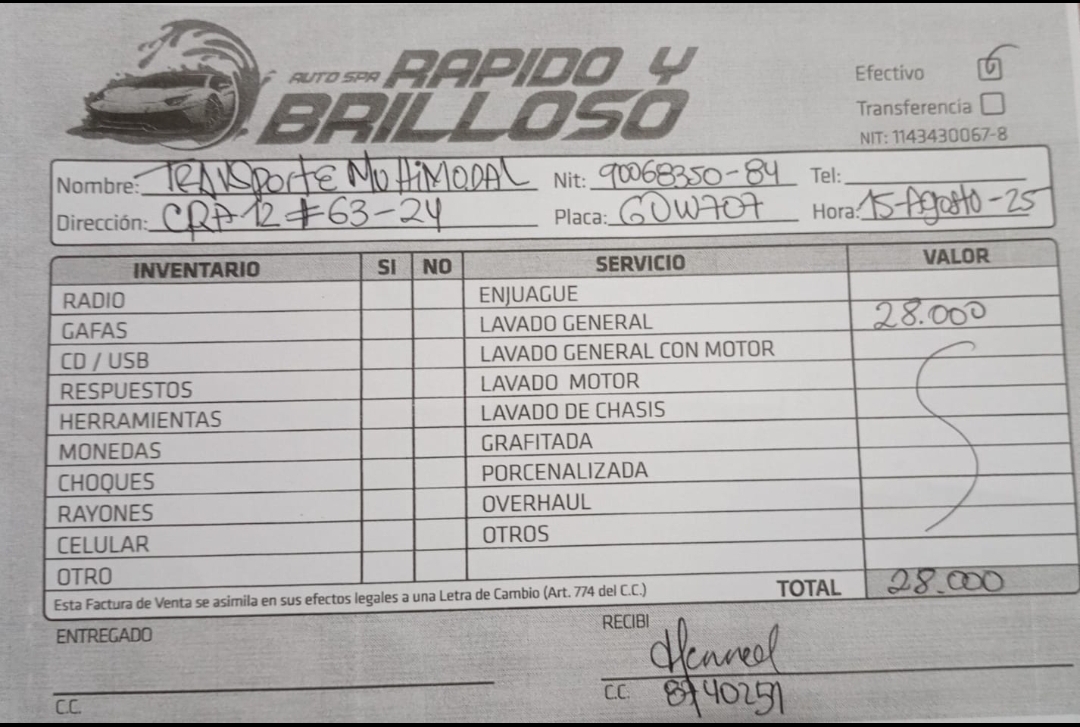 AUTO SPA RAPIDO Y
BRILLOSO
Efectivo
Transferencia
NIT: 1143430067-8
Nombre: TRANSPORTE MULTIMODAL Nit: 90068350-84 Tel:
Dirección: CRA 12 #63-24 Placa: GDW707 Hora: 15-Agosto-25
INVENTARIO SI NO SERVICIO VALOR
RADIO ENJUAGUE
GAFAS LAVADO GENERAL 28.000
CD / USB LAVADO GENERAL CON MOTOR
RESPUESTOS LAVADO MOTOR
HERRAMIENTAS LAVADO DE CHASIS
MONEDAS GRAFITADA
CHOQUES PORCENALIZADA
RAYONES OVERHAUL
CELULAR OTROS
OTRO
Esta Factura de Venta se asimila en sus efectos legales a una Letra de Cambio (Art. 774 del C.C.) TOTAL 28.000
ENTREGADO RECIBI
C.C. C.C. 8740251